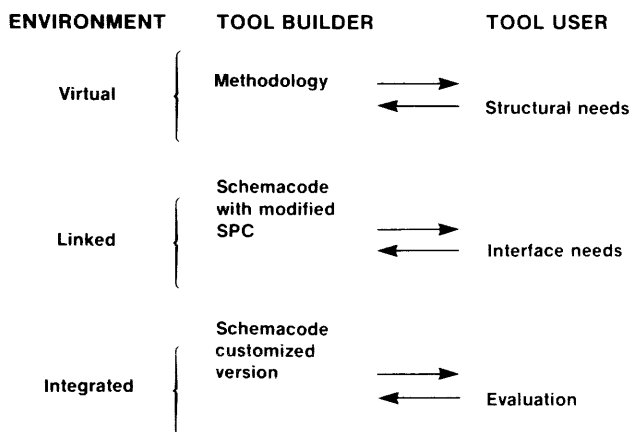 ENVIRONMENT TOOL BUILDER TOOL USER
Virtual
Methodology
Structural needs
Linked
Schemacode
with modified
SPC
Interface needs
Integrated
Schemacode
customized
version
Evaluation